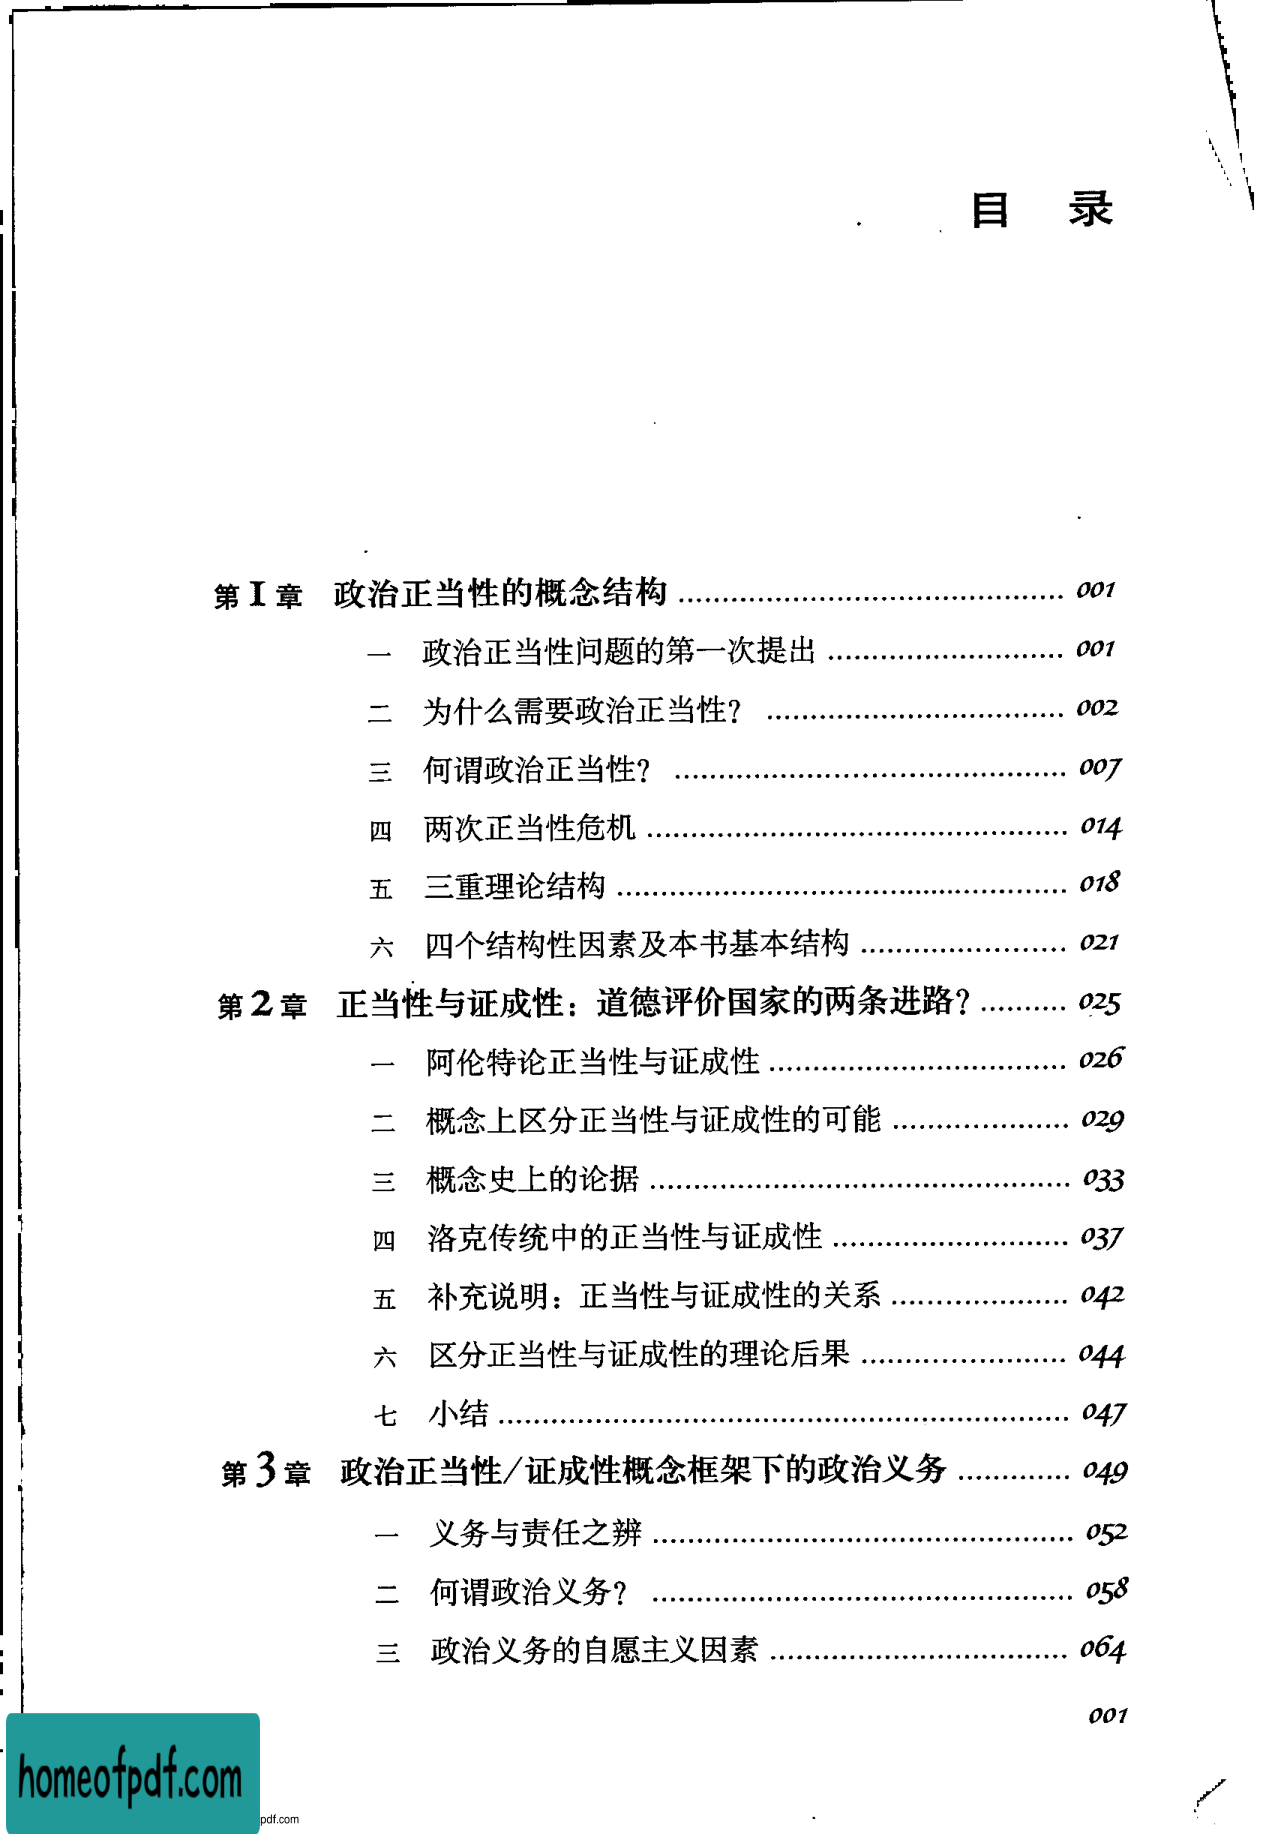 目 录
第1章 政治正当性的概念结构 ............ 001
一 政治正当性问题的第一次提出 ............ 001
二 为什么需要政治正当性? ............ 002
三 何谓政治正当性? ............ 007
四 两次正当性危机 ............ 014
五 三重理论结构 ............ 018
六 四个结构性因素及本书基本结构 ............ 021
第2章 正当性与证成性：道德评价国家的两条进路? ............ 025
一 阿伦特论正当性与证成性 ............ 026
二 概念上区分正当性与证成性的可能 ............ 029
三 概念史上的论据 ............ 033
四 洛克传统中的正当性与证成性 ............ 037
五 补充说明：正当性与证成性的关系 ............ 042
六 区分正当性与证成性的理论后果 ............ 044
七 小结 ............ 047
第3章 政治正当性/证成性概念框架下的政治义务 ............ 049
一 义务与责任之辨 ............ 052
二 何谓政治义务? ............ 058
三 政治义务的自愿主义因素 ............ 064
001
homeofpdf.com
pdf.com